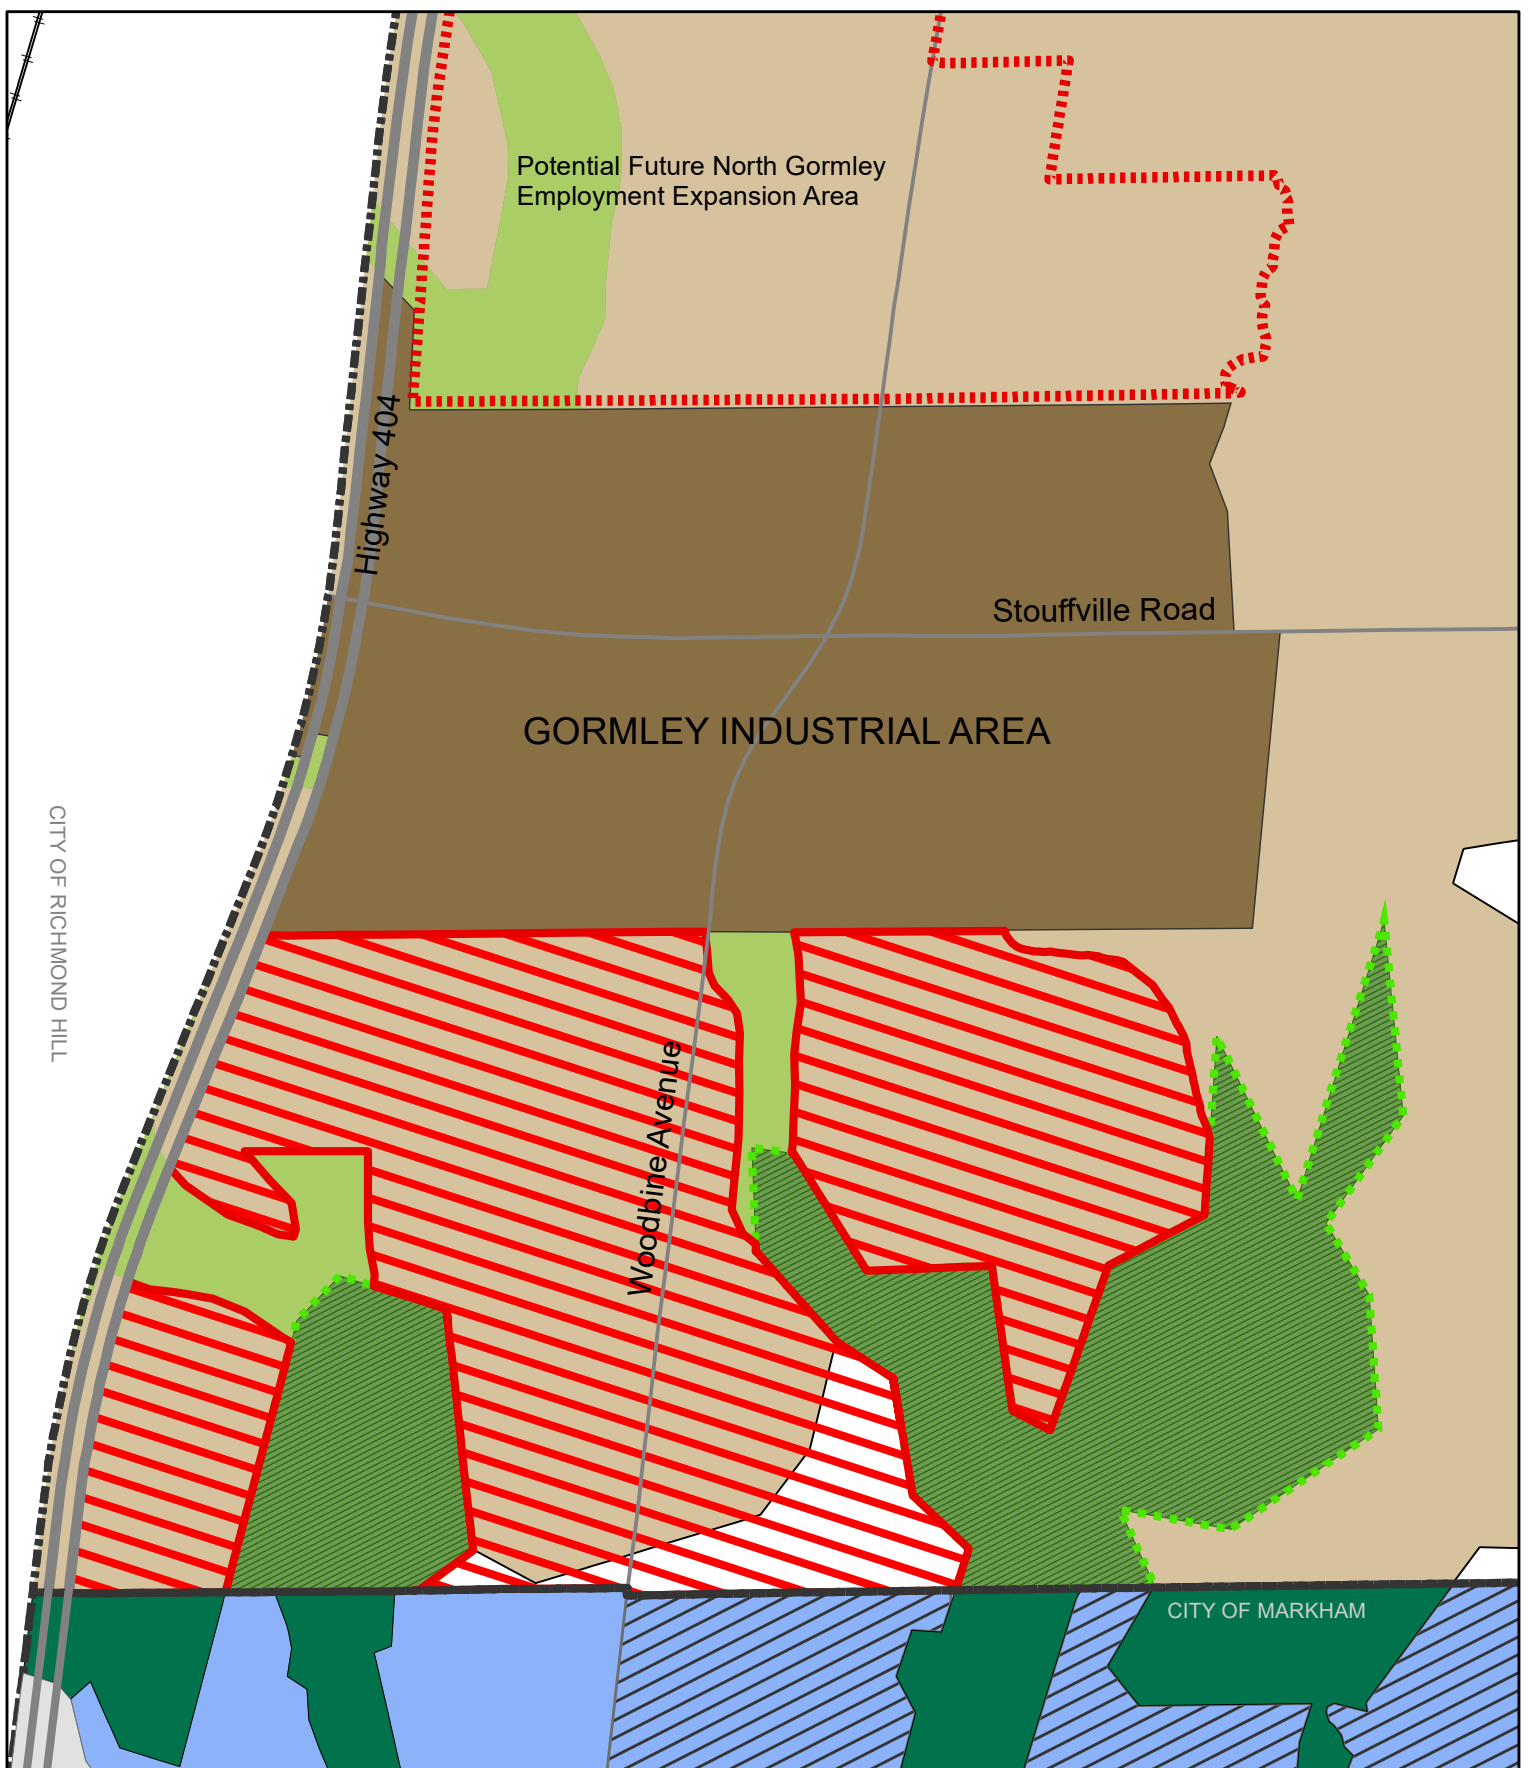 Potential Future North Gormley
Employment Expansion Area
Highway 404
Stouffville Road
GORMLEY INDUSTRIAL AREA
CITY OF RICHMOND HILL
Woodbine Avenue
CITY OF MARKHAM